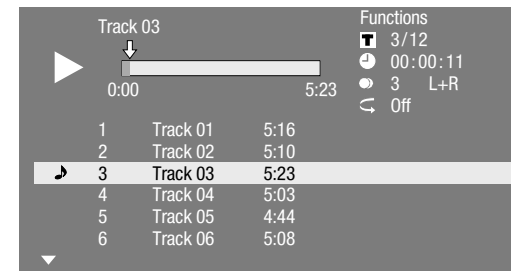 Track 03
0:00 5:23
Functions
T 3/12
00:00:11
3 L+R
Off
1 Track 01 5:16
2 Track 02 5:10
3 Track 03 5:23
4 Track 04 5:03
5 Track 05 4:44
6 Track 06 5:08